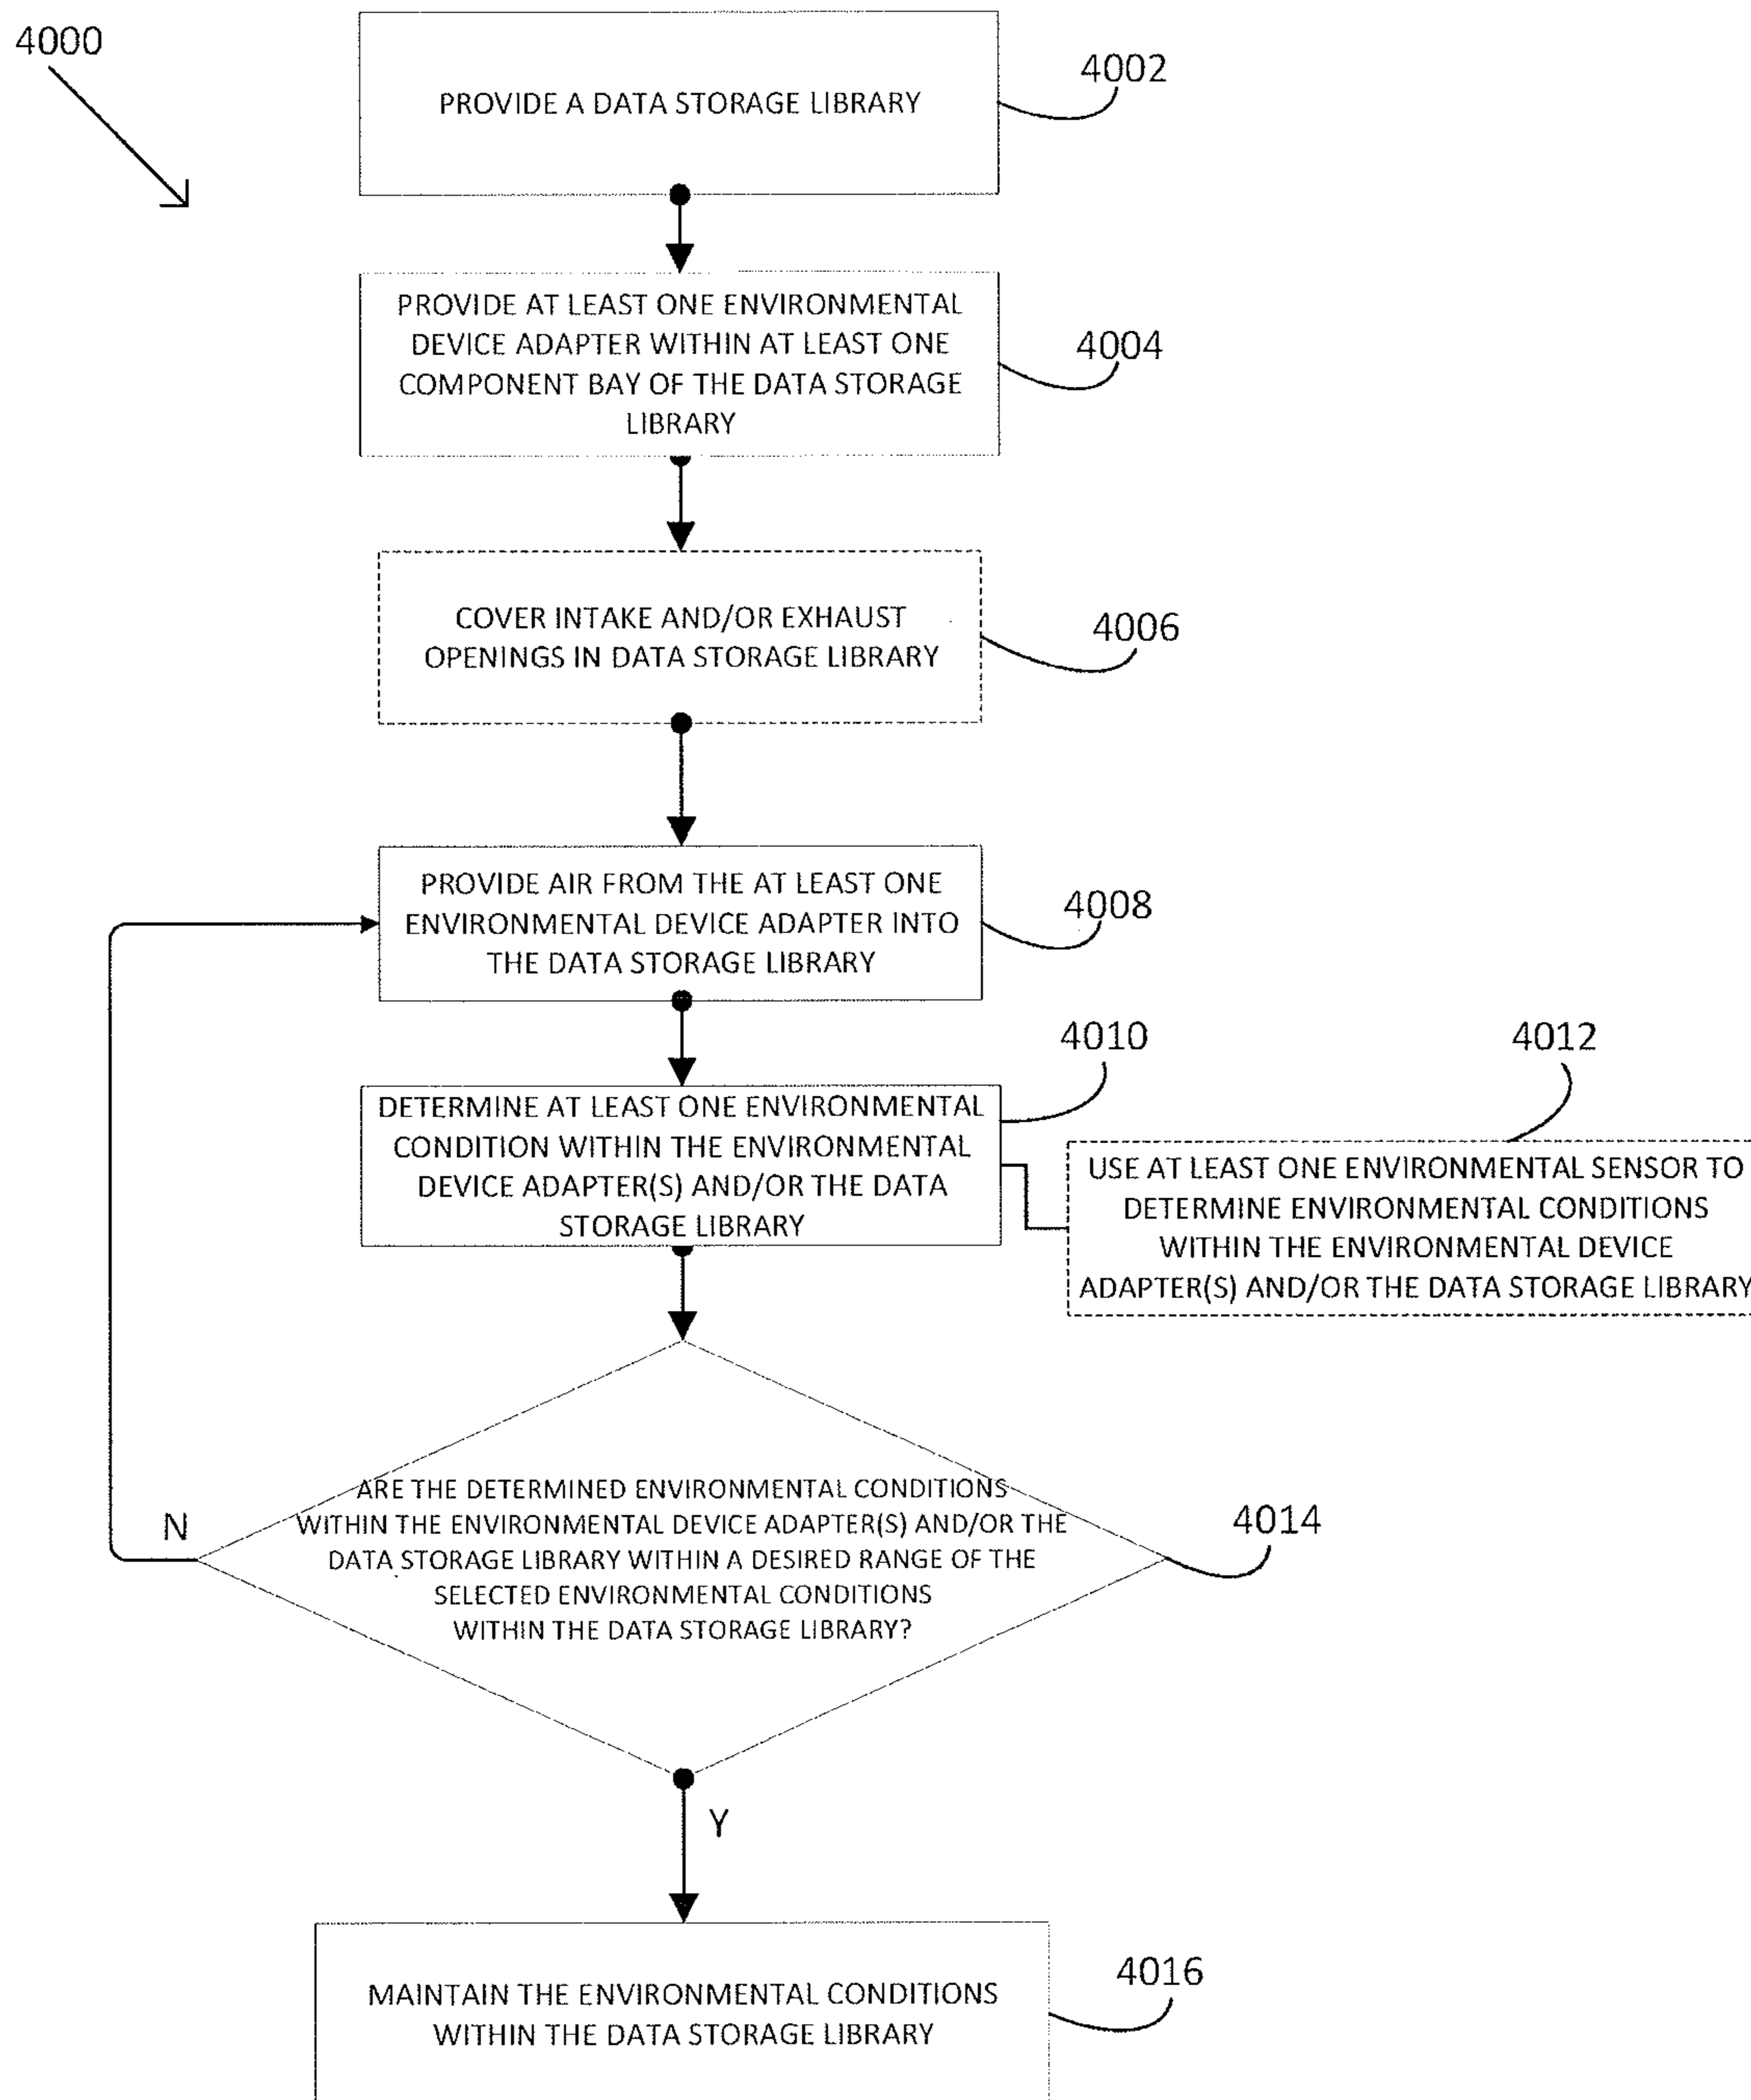 4000
PROVIDE A DATA STORAGE LIBRARY
4002
PROVIDE AT LEAST ONE ENVIRONMENTAL
DEVICE ADAPTER WITHIN AT LEAST ONE
COMPONENT BAY OF THE DATA STORAGE
LIBRARY
4004
COVER INTAKE AND/OR EXHAUST
OPENINGS IN DATA STORAGE LIBRARY
4006
PROVIDE AIR FROM THE AT LEAST ONE
ENVIRONMENTAL DEVICE ADAPTER INTO
THE DATA STORAGE LIBRARY
4008
DETERMINE AT LEAST ONE ENVIRONMENTAL
CONDITION WITHIN THE ENVIRONMENTAL
DEVICE ADAPTER(S) AND/OR THE DATA
STORAGE LIBRARY
4010
4012
USE AT LEAST ONE ENVIRONMENTAL SENSOR TO
DETERMINE ENVIRONMENTAL CONDITIONS
WITHIN THE ENVIRONMENTAL DEVICE
ADAPTER(S) AND/OR THE DATA STORAGE LIBRARY
ARE THE DETERMINED ENVIRONMENTAL CONDITIONS
WITHIN THE ENVIRONMENTAL DEVICE ADAPTER(S) AND/OR THE
DATA STORAGE LIBRARY WITHIN A DESIRED RANGE OF THE
SELECTED ENVIRONMENTAL CONDITIONS
WITHIN THE DATA STORAGE LIBRARY?
4014
N
Y
MAINTAIN THE ENVIRONMENTAL CONDITIONS
WITHIN THE DATA STORAGE LIBRARY
4016